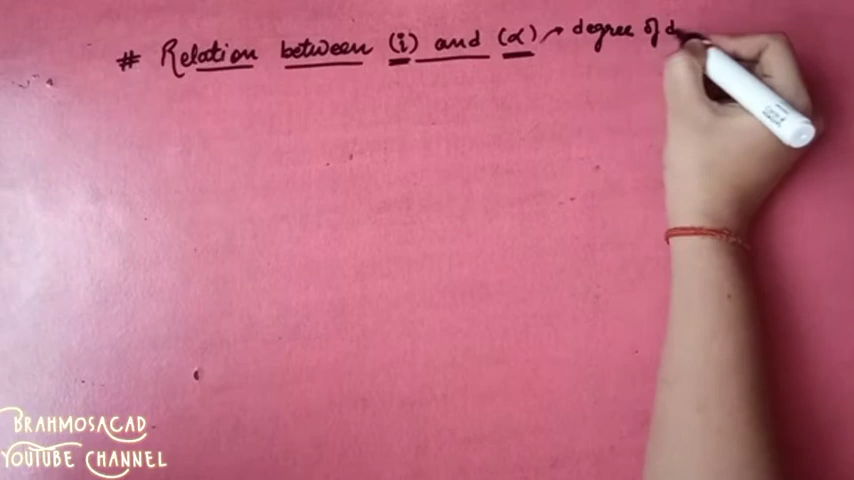 # Relation between (i) and (α) → degree of d
BRAHMOSACAD
YOUTUBE CHANNEL